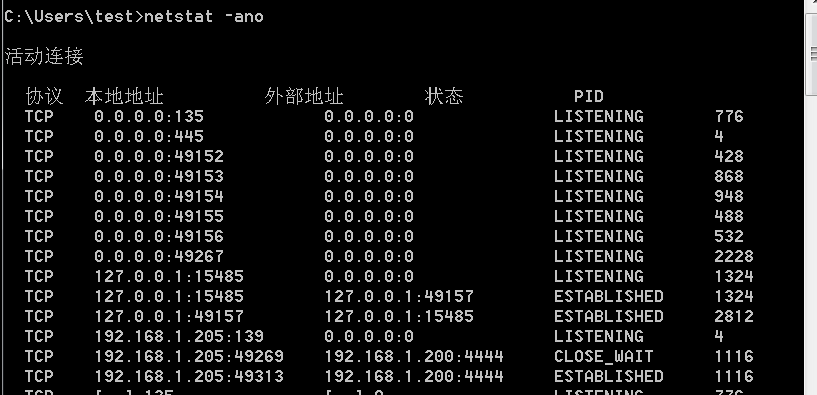 C:\Users\test>netstat -ano
活动连接
协议 本地地址 外部地址 状态 PID
TCP 0.0.0.0:135 0.0.0.0:0 LISTENING 776
TCP 0.0.0.0:445 0.0.0.0:0 LISTENING 4
TCP 0.0.0.0:49152 0.0.0.0:0 LISTENING 428
TCP 0.0.0.0:49153 0.0.0.0:0 LISTENING 868
TCP 0.0.0.0:49154 0.0.0.0:0 LISTENING 948
TCP 0.0.0.0:49155 0.0.0.0:0 LISTENING 488
TCP 0.0.0.0:49156 0.0.0.0:0 LISTENING 532
TCP 0.0.0.0:49267 0.0.0.0:0 LISTENING 2228
TCP 127.0.0.1:15485 0.0.0.0:0 LISTENING 1324
TCP 127.0.0.1:15485 127.0.0.1:49157 ESTABLISHED 1324
TCP 127.0.0.1:49157 127.0.0.1:15485 ESTABLISHED 2812
TCP 192.168.1.205:139 0.0.0.0:0 LISTENING 4
TCP 192.168.1.205:49269 192.168.1.200:4444 CLOSE_WAIT 1116
TCP 192.168.1.205:49313 192.168.1.200:4444 ESTABLISHED 1116
TCP